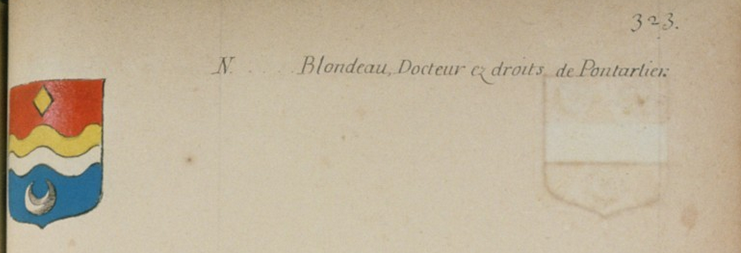 323.
N. Blondeau, Docteur ez droits, de Pontarlier.